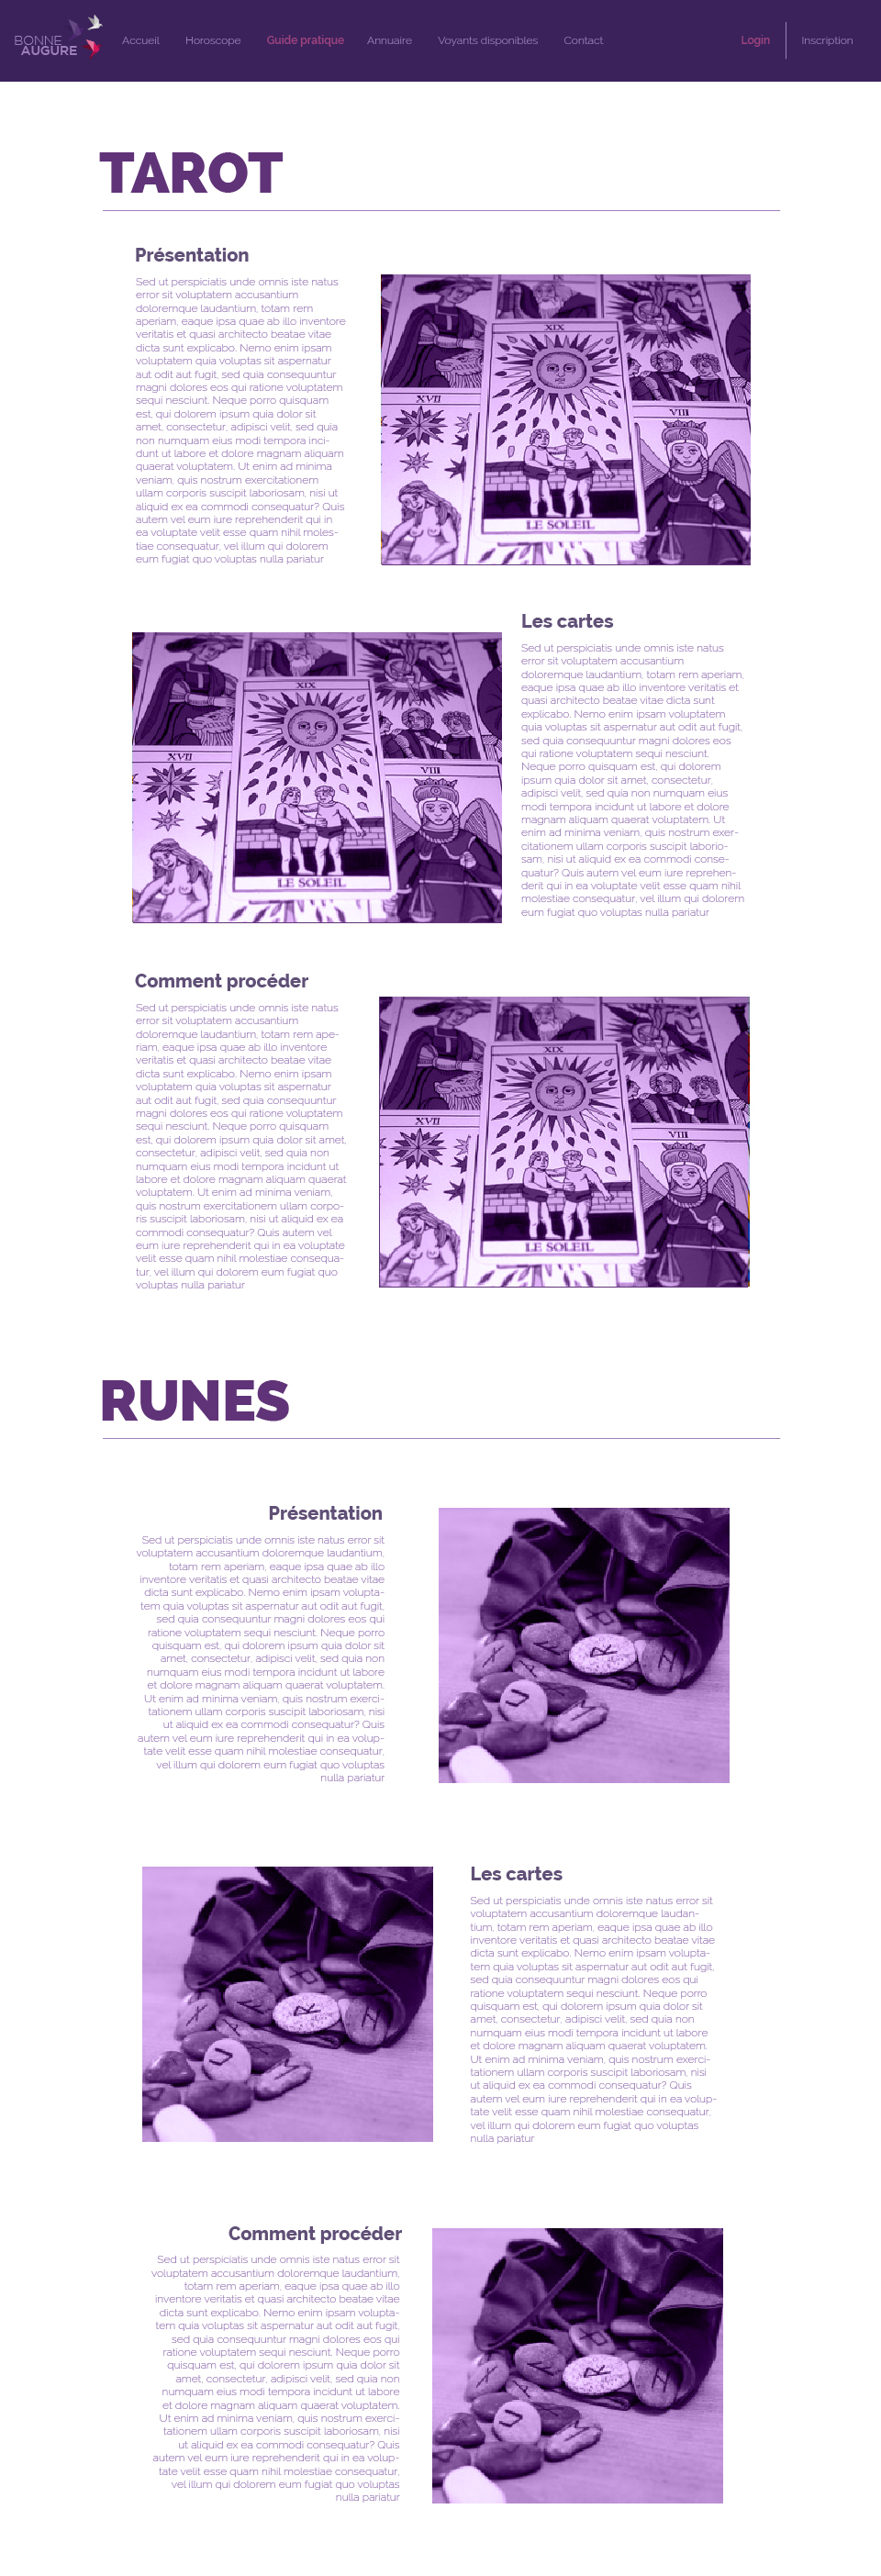 BONNE
AUGURE
Accueil Horoscope Guide pratique Annuaire Voyants disponibles Contact Login Inscription
TAROT
Présentation
Sed ut perspiciatis unde omnis iste natus
error sit voluptatem accusantium
doloremque laudantium, totam rem
aperiam, eaque ipsa quae ab illo inventore
veritatis et quasi architecto beatae vitae
dicta sunt explicabo. Nemo enim ipsam
voluptatem quia voluptas sit aspernatur
aut odit aut fugit, sed quia consequuntur
magni dolores eos qui ratione voluptatem
sequi nesciunt. Neque porro quisquam
est, qui dolorem ipsum quia dolor sit
amet, consectetur, adipisci velit, sed quia
non numquam eius modi tempora inci-
dunt ut labore et dolore magnam aliquam
quaerat voluptatem. Ut enim ad minima
veniam, quis nostrum exercitationem
ullam corporis suscipit laboriosam, nisi ut
aliquid ex ea commodi consequatur? Quis
autem vel eum iure reprehenderit qui in
ea voluptate velit esse quam nihil moles-
tiae consequatur, vel illum qui dolorem
eum fugiat quo voluptas nulla pariatur
XIX
XVII
VIII
LE SOLEIL
Les cartes
Sed ut perspiciatis unde omnis iste natus
error sit voluptatem accusantium
doloremque laudantium, totam rem aperiam,
eaque ipsa quae ab illo inventore veritatis et
quasi architecto beatae vitae dicta sunt
explicabo. Nemo enim ipsam voluptatem
quia voluptas sit aspernatur aut odit aut fugit,
sed quia consequuntur magni dolores eos
qui ratione voluptatem sequi nesciunt.
Neque porro quisquam est, qui dolorem
ipsum quia dolor sit amet, consectetur,
adipisci velit, sed quia non numquam eius
modi tempora incidunt ut labore et dolore
magnam aliquam quaerat voluptatem. Ut
enim ad minima veniam, quis nostrum exer-
citationem ullam corporis suscipit laborio-
sam, nisi ut aliquid ex ea commodi conse-
quatur? Quis autem vel eum iure reprehen-
derit qui in ea voluptate velit esse quam nihil
molestiae consequatur, vel illum qui dolorem
eum fugiat quo voluptas nulla pariatur
XIX
XVII
VIII
LE SOLEIL
Comment procéder
Sed ut perspiciatis unde omnis iste natus
error sit voluptatem accusantium
doloremque laudantium, totam rem ape-
riam, eaque ipsa quae ab illo inventore
veritatis et quasi architecto beatae vitae
dicta sunt explicabo. Nemo enim ipsam
voluptatem quia voluptas sit aspernatur
aut odit aut fugit, sed quia consequuntur
magni dolores eos qui ratione voluptatem
sequi nesciunt. Neque porro quisquam
est, qui dolorem ipsum quia dolor sit amet,
consectetur, adipisci velit, sed quia non
numquam eius modi tempora incidunt ut
labore et dolore magnam aliquam quaerat
voluptatem. Ut enim ad minima veniam,
quis nostrum exercitationem ullam corpo-
ris suscipit laboriosam, nisi ut aliquid ex ea
commodi consequatur? Quis autem vel
eum iure reprehenderit qui in ea voluptate
velit esse quam nihil molestiae consequa-
tur, vel illum qui dolorem eum fugiat quo
voluptas nulla pariatur
XIX
XVII
VIII
LE SOLEIL
RUNES
Présentation
Sed ut perspiciatis unde omnis iste natus error sit
voluptatem accusantium doloremque laudantium,
totam rem aperiam, eaque ipsa quae ab illo
inventore veritatis et quasi architecto beatae vitae
dicta sunt explicabo. Nemo enim ipsam volupta-
tem quia voluptas sit aspernatur aut odit aut fugit,
sed quia consequuntur magni dolores eos qui
ratione voluptatem sequi nesciunt. Neque porro
quisquam est, qui dolorem ipsum quia dolor sit
amet, consectetur, adipisci velit, sed quia non
numquam eius modi tempora incidunt ut labore
et dolore magnam aliquam quaerat voluptatem.
Ut enim ad minima veniam, quis nostrum exerci-
tationem ullam corporis suscipit laboriosam, nisi
ut aliquid ex ea commodi consequatur? Quis
autem vel eum iure reprehenderit qui in ea volup-
tate velit esse quam nihil molestiae consequatur,
vel illum qui dolorem eum fugiat quo voluptas
nulla pariatur
Les cartes
Sed ut perspiciatis unde omnis iste natus error sit
voluptatem accusantium doloremque laudan-
tium, totam rem aperiam, eaque ipsa quae ab illo
inventore veritatis et quasi architecto beatae vitae
dicta sunt explicabo. Nemo enim ipsam volupta-
tem quia voluptas sit aspernatur aut odit aut fugit,
sed quia consequuntur magni dolores eos qui
ratione voluptatem sequi nesciunt. Neque porro
quisquam est, qui dolorem ipsum quia dolor sit
amet, consectetur, adipisci velit, sed quia non
numquam eius modi tempora incidunt ut labore
et dolore magnam aliquam quaerat voluptatem.
Ut enim ad minima veniam, quis nostrum exerci-
tationem ullam corporis suscipit laboriosam, nisi
ut aliquid ex ea commodi consequatur? Quis
autem vel eum iure reprehenderit qui in ea volup-
tate velit esse quam nihil molestiae consequatur,
vel illum qui dolorem eum fugiat quo voluptas
nulla pariatur
Comment procéder
Sed ut perspiciatis unde omnis iste natus error sit
voluptatem accusantium doloremque laudantium,
totam rem aperiam, eaque ipsa quae ab illo
inventore veritatis et quasi architecto beatae vitae
dicta sunt explicabo. Nemo enim ipsam volupta-
tem quia voluptas sit aspernatur aut odit aut fugit,
sed quia consequuntur magni dolores eos qui
ratione voluptatem sequi nesciunt. Neque porro
quisquam est, qui dolorem ipsum quia dolor sit
amet, consectetur, adipisci velit, sed quia non
numquam eius modi tempora incidunt ut labore
et dolore magnam aliquam quaerat voluptatem.
Ut enim ad minima veniam, quis nostrum exerci-
tationem ullam corporis suscipit laboriosam, nisi
ut aliquid ex ea commodi consequatur? Quis
autem vel eum iure reprehenderit qui in ea volup-
tate velit esse quam nihil molestiae consequatur,
vel illum qui dolorem eum fugiat quo voluptas
nulla pariatur